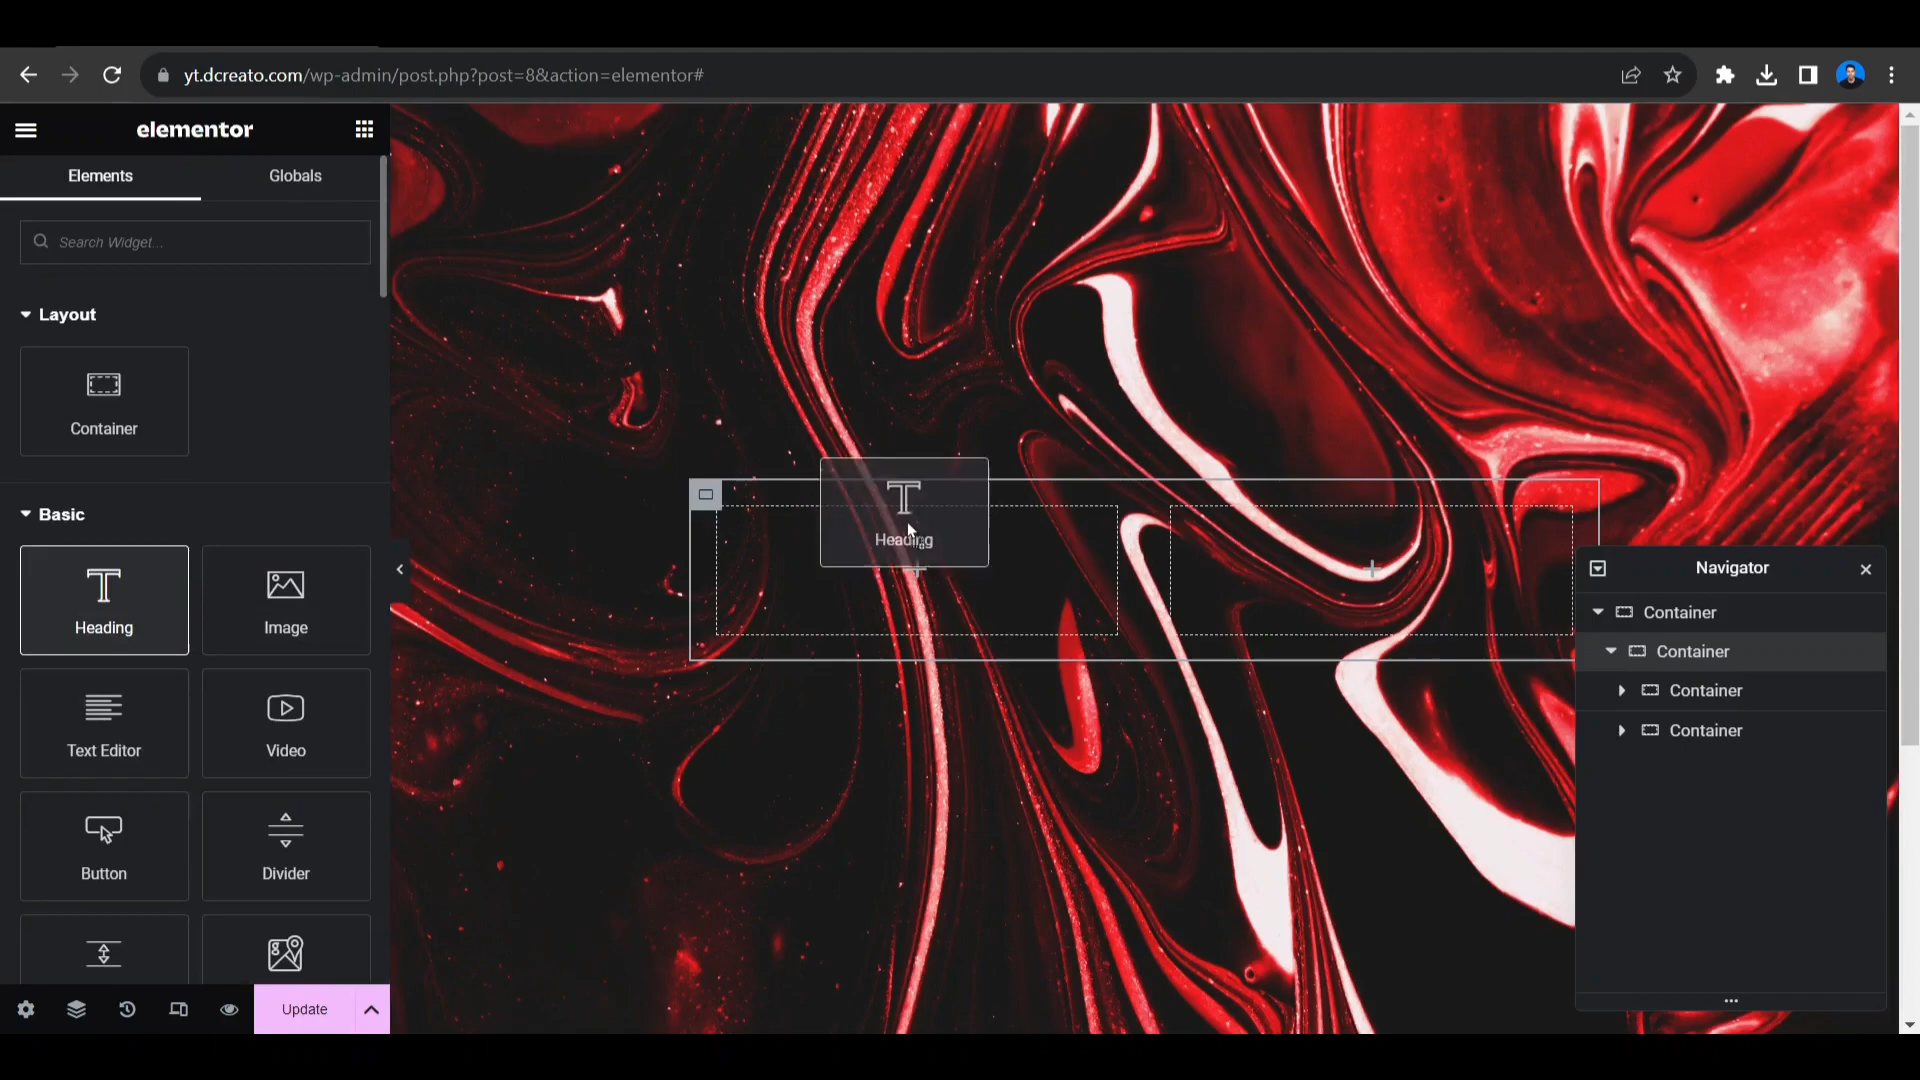 yt.dcreato.com/wp-admin/post.php?post=8&action=elementor#
elementor
Elements
Globals
Search Widget...
Layout
Container
Basic
Heading
Image
Text Editor
Video
Button
Divider
Update
Heading
Navigator
Container
Container
Container
Container